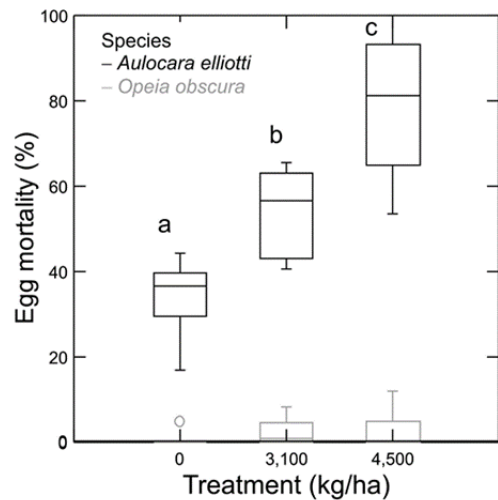 100
80
60
40
20
0
Egg mortality (%)
Species
– Aulocara elliotti
– Opeia obscura
a
b
c
0
3,100
4,500
Treatment (kg/ha)